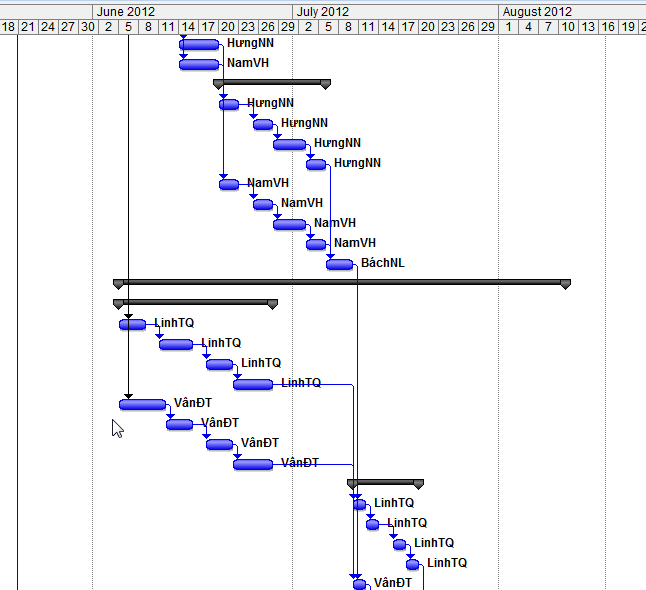 June 2012 July 2012 August 2012
18 21 24 27 30 2 5 8 11 14 17 20 23 26 29 2 5 8 11 14 17 20 23 26 29 1 4 7 10 13 16 19
HưngNN
NamVH
HưngNN
HưngNN
HưngNN
HưngNN
NamVH
NamVH
NamVH
NamVH
BáchNL
LinhTQ
LinhTQ
LinhTQ
LinhTQ
VânĐT
VânĐT
VânĐT
VânĐT
LinhTQ
LinhTQ
LinhTQ
LinhTQ
VânĐT